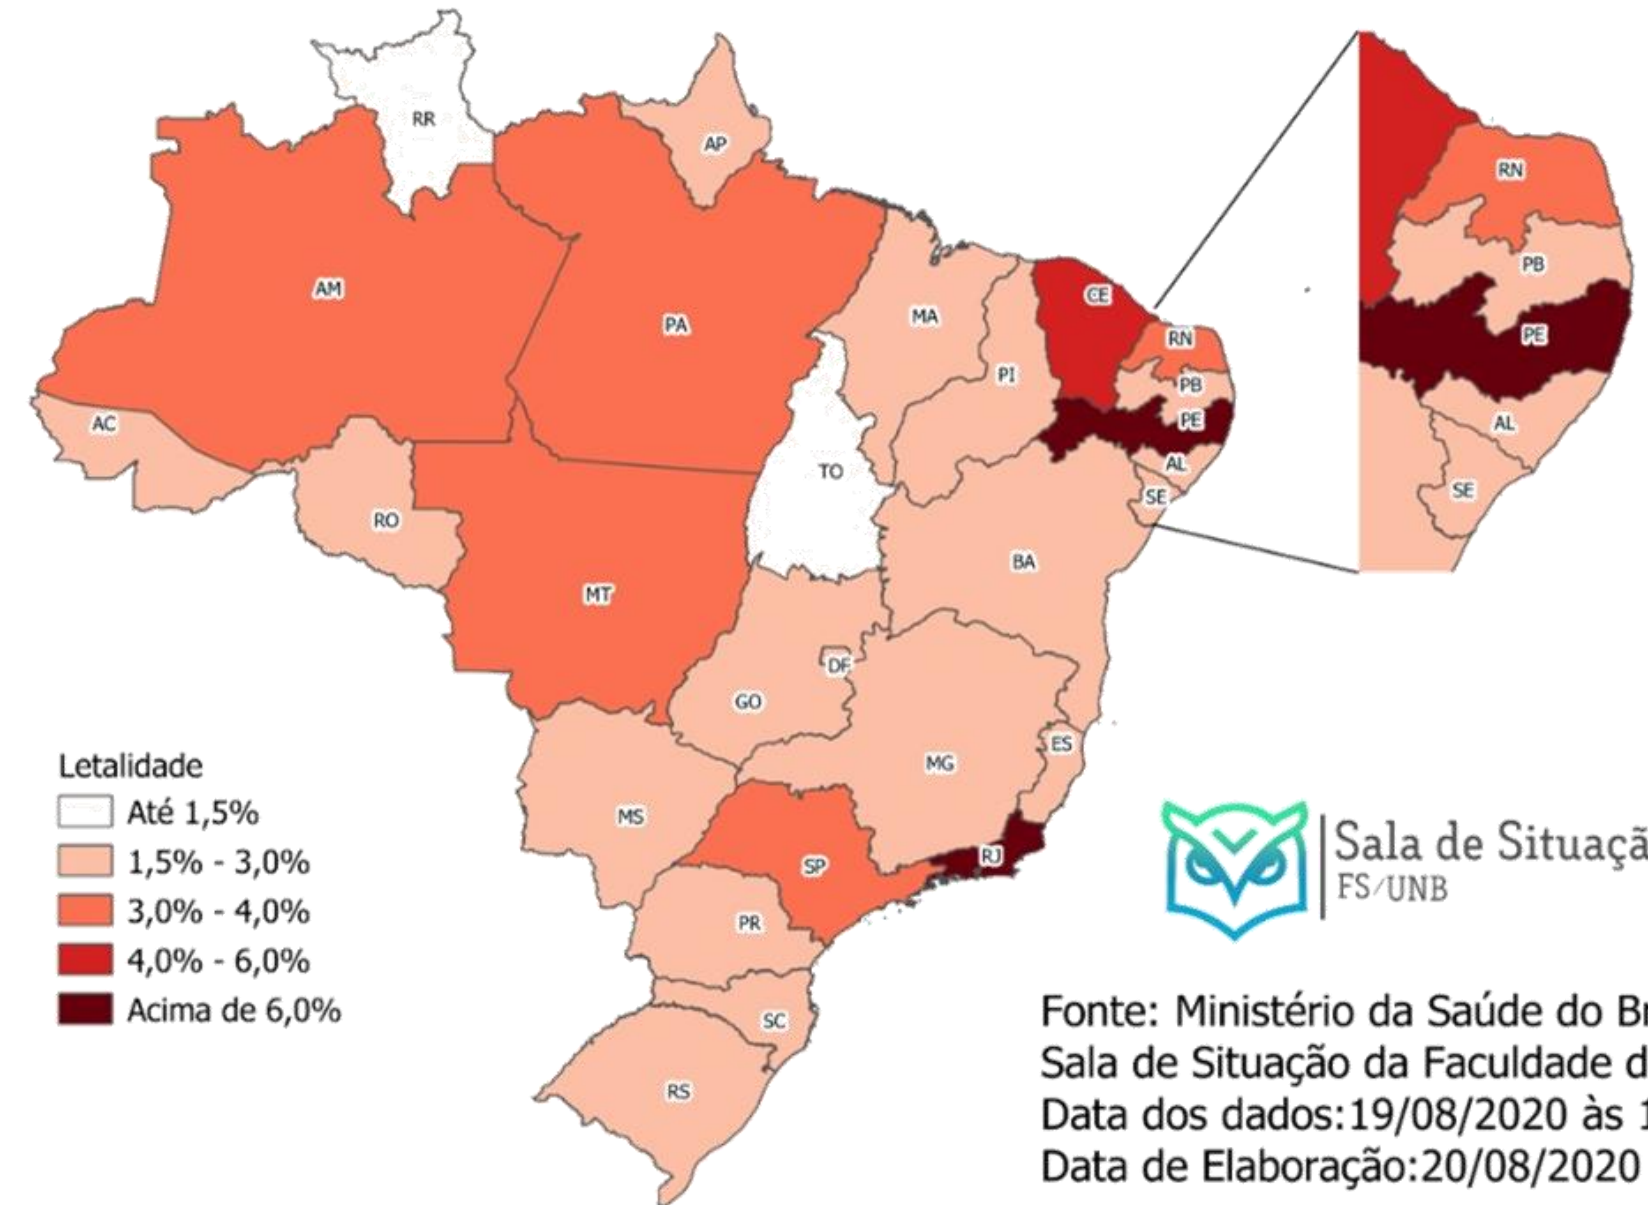 RR
AP
AM
PA
MA
CE
RN
PI
PB
PE
AC
TO
AL
SE
RO
BA
MT
DF
GO
ES
MG
MS
SP
RJ
PR
SC
RS
RN
PB
PE
AL
SE
Letalidade
Até 1,5%
1,5% - 3,0%
3,0% - 4,0%
4,0% - 6,0%
Acima de 6,0%
Sala de Situaçã
FS/UNB
Fonte: Ministério da Saúde do
Sala de Situação da Faculdade
Data dos dados:19/08/2020 às
Data de Elaboração:20/08/2020